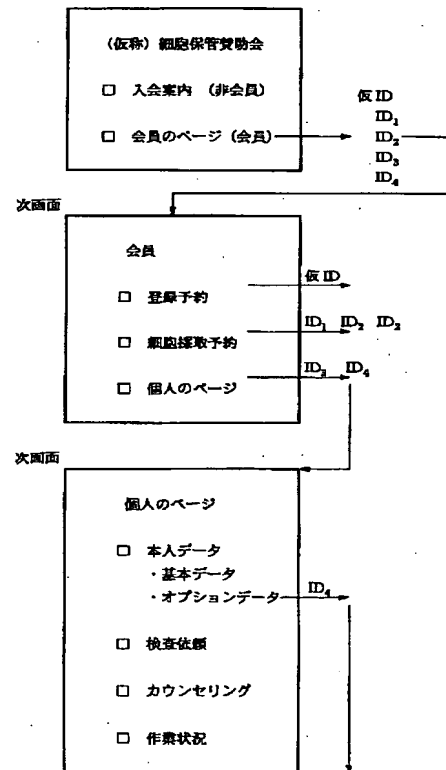 (仮称)細胞保管賛助会
□ 入会案内 (非会員)
□ 会員のページ(会員)
仮ID
ID₁
ID₂
ID₃
ID₄
次画面
会員
仮ID
□ 登録予約
ID₁ ID₂ ID₂
□ 細胞採取予約
ID₃ ID₄
□ 個人のページ
次画面
個人のページ
□ 本人データ
・基本データ
・オプションデータ ID₄
□ 検査依頼
□ カウンセリング
□ 作業状況